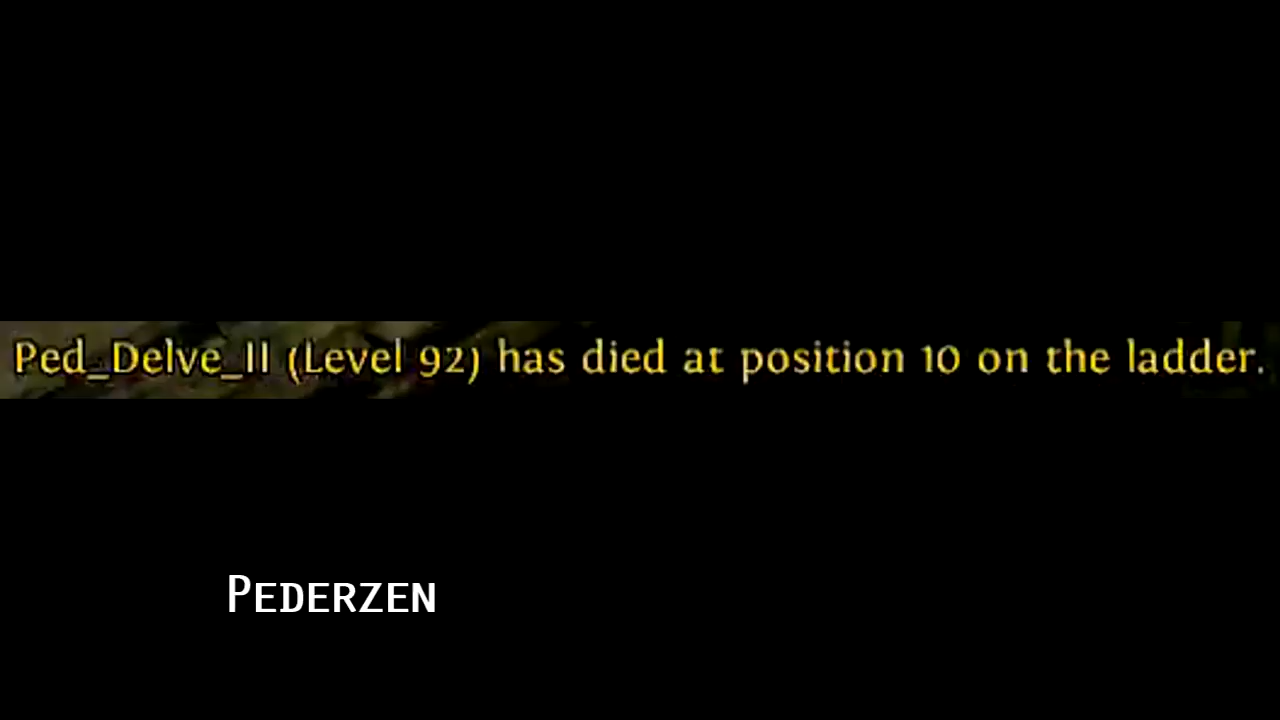 Ped_Delve_II (Level 92) has died at position 10 on the ladder.
PEDERZEN